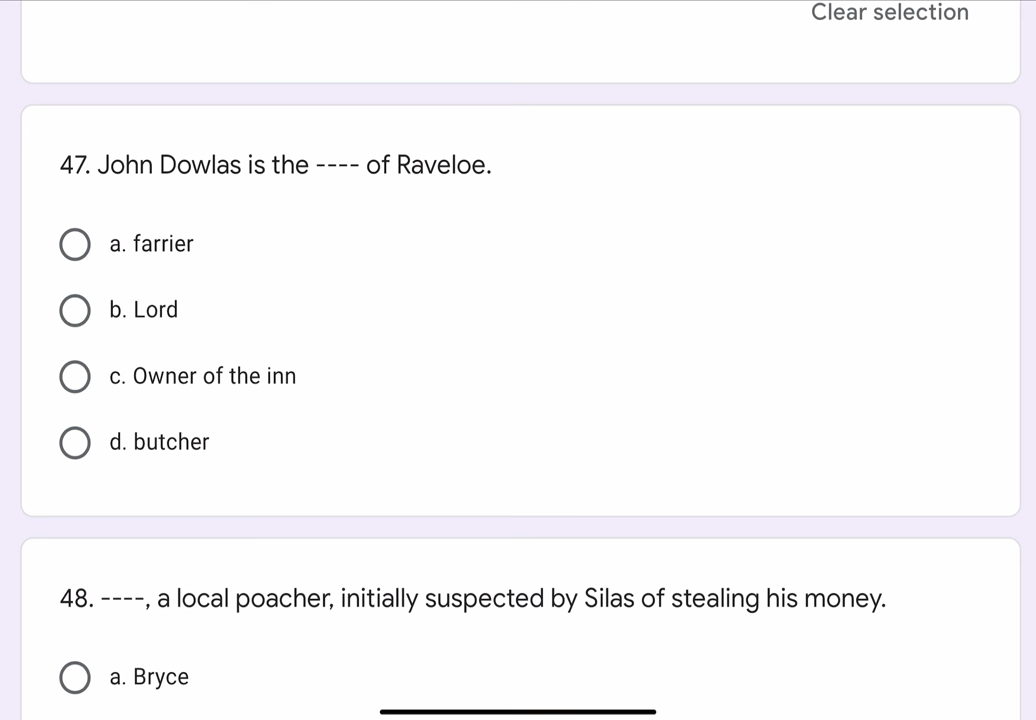 Clear selection
47. John Dowlas is the ---- of Raveloe.
a. farrier
b. Lord
c. Owner of the inn
d. butcher
48. ----, a local poacher, initially suspected by Silas of stealing his money.
a. Bryce